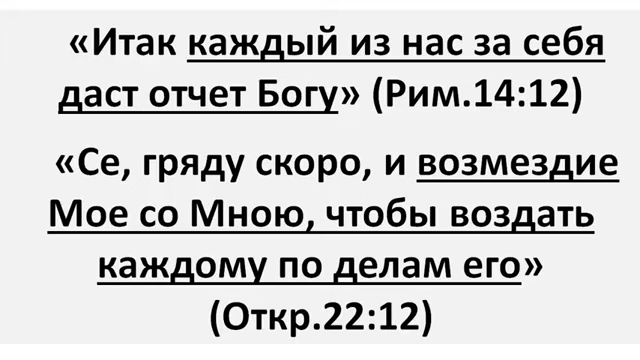 «Итак каждый из нас за себя
даст отчет Богу» (Рим.14:12)
«Се, гряду скоро, и возмездие
Мое со Мною, чтобы воздать
каждому по делам его»
(Откр.22:12)